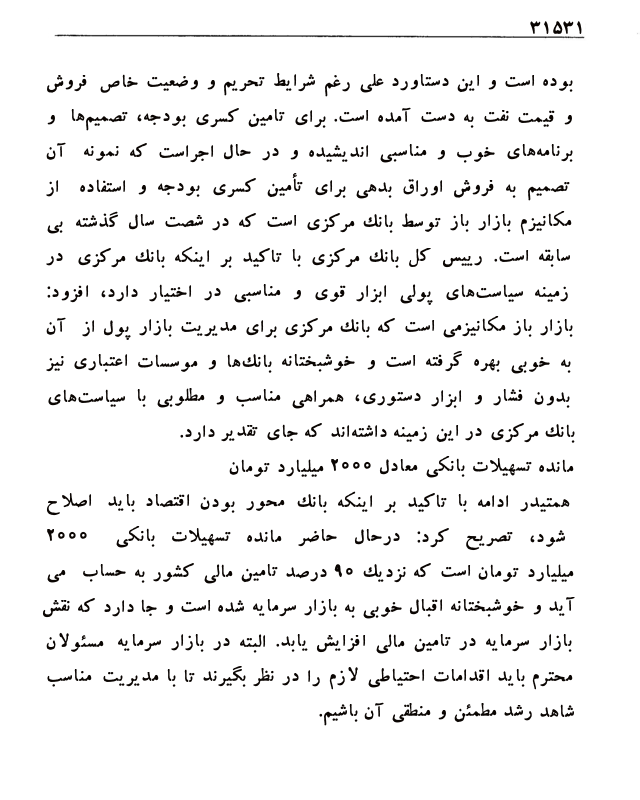 ۳۱۵۳۱
بوده است و این دستاورد علی رغم شرایط تحریم و وضعیت خاص فروش
و قیمت نفت به دست آمده است. برای تامین کسری بودجه، تصمیم‌ها و
برنامه‌های خوب و مناسبی اندیشیده و در حال اجراست که نمونه آن
تصمیم به فروش اوراق بدهی برای تأمین کسری بودجه و استفاده از
مکانیزم بازار باز توسط بانك مرکزی است که در شصت سال گذشته بی
سابقه است. رییس کل بانك مرکزی با تاکید بر اینکه بانك مرکزی در
زمینه سیاست‌های پولی ابزار قوی و مناسبی در اختیار دارد، افزود:
بازار باز مکانیزمی است که بانك مرکزی برای مدیریت بازار پول از آن
به خوبی بهره گرفته است و خوشبختانه بانك‌ها و موسسات اعتباری نیز
بدون فشار و ابزار دستوری، همراهی مناسب و مطلوبی با سیاست‌های
بانك مرکزی در این زمینه داشته‌اند که جای تقدیر دارد.
مانده تسهیلات بانکی معادل ۲۰۰۰ میلیارد تومان
همتیدر ادامه با تاکید بر اینکه بانك محور بودن اقتصاد باید اصلاح
شود، تصریح کرد: درحال حاضر مانده تسهیلات بانکی ۲۰۰۰
میلیارد تومان است که نزدیك ۹۰ درصد تامین مالی کشور به حساب می
آید و خوشبختانه اقبال خوبی به بازار سرمایه شده است و جا دارد که نقش
بازار سرمایه در تامین مالی افزایش یابد. البته در بازار سرمایه مسئولان
محترم باید اقدامات احتیاطی لازم را در نظر بگیرند تا با مدیریت مناسب
شاهد رشد مطمئن و منطقی آن باشیم.